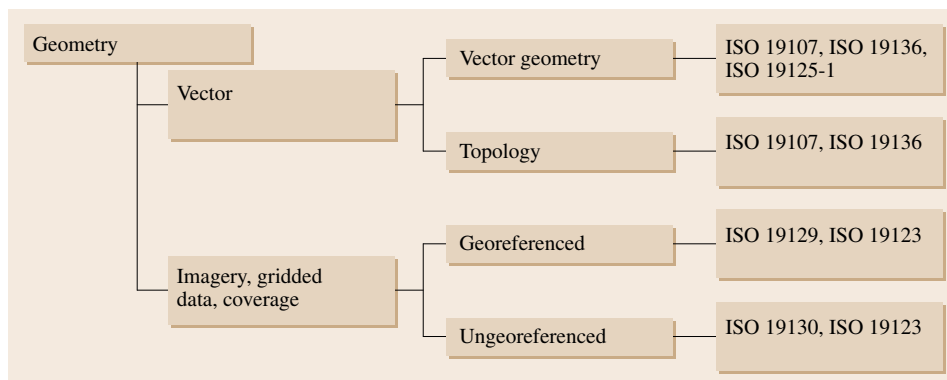 Geometry
Vector
Vector geometry
ISO 19107, ISO 19136,
ISO 19125-1
Topology
ISO 19107, ISO 19136
Imagery, gridded
data, coverage
Georeferenced
ISO 19129, ISO 19123
Ungeoreferenced
ISO 19130, ISO 19123